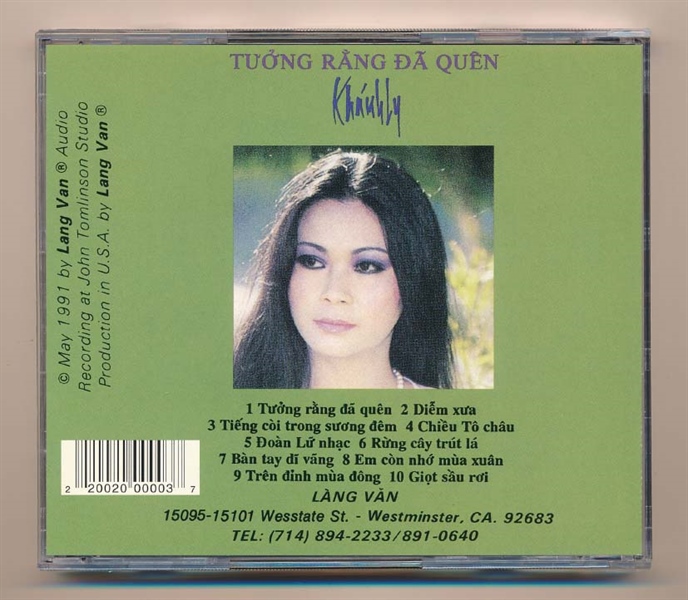 TƯỞNG RẰNG ĐÃ QUÊN
Khánh Ly
© May 1991 by Lang Van ® Audio
Recording at John Tomlinson Studio
Production in U.S.A. by Lang Van ®
1 Tưởng rằng đã quên 2 Diễm xưa
3 Tiếng còi trong sương đêm 4 Chiều Tô châu
5 Đoàn Lữ nhạc 6 Rừng cây trút lá
7 Bàn tay dĩ vãng 8 Em còn nhớ mùa xuân
9 Trên đỉnh mùa đông 10 Giọt sầu rơi
LÀNG VĂN
15095-15101 Wesstate St. - Westminster, CA. 92683
TEL: (714) 894-2233/891-0640
2 20020 00003 7